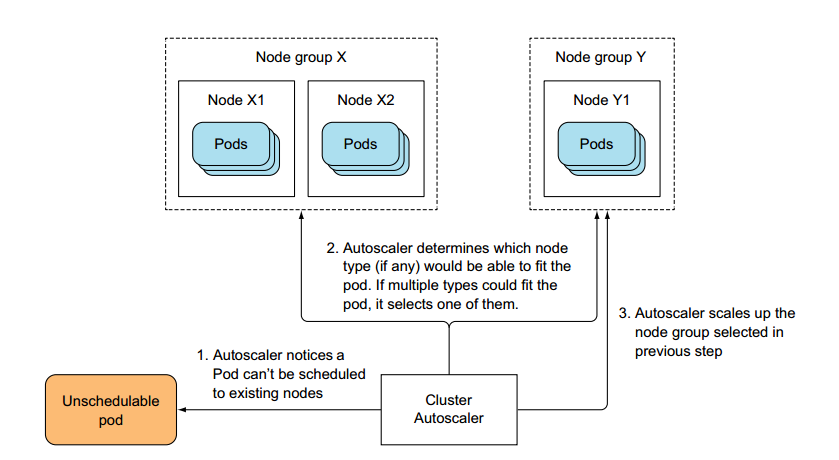 Node group X
Node group Y
Node X1
Node X2
Node Y1
Pods
Pods
Pods
2. Autoscaler determines which node
type (if any) would be able to fit the
pod. If multiple types could fit the
pod, it selects one of them.
3. Autoscaler scales up the
node group selected in
previous step
1. Autoscaler notices a
Pod can’t be scheduled
to existing nodes
Unschedulable
pod
Cluster
Autoscaler